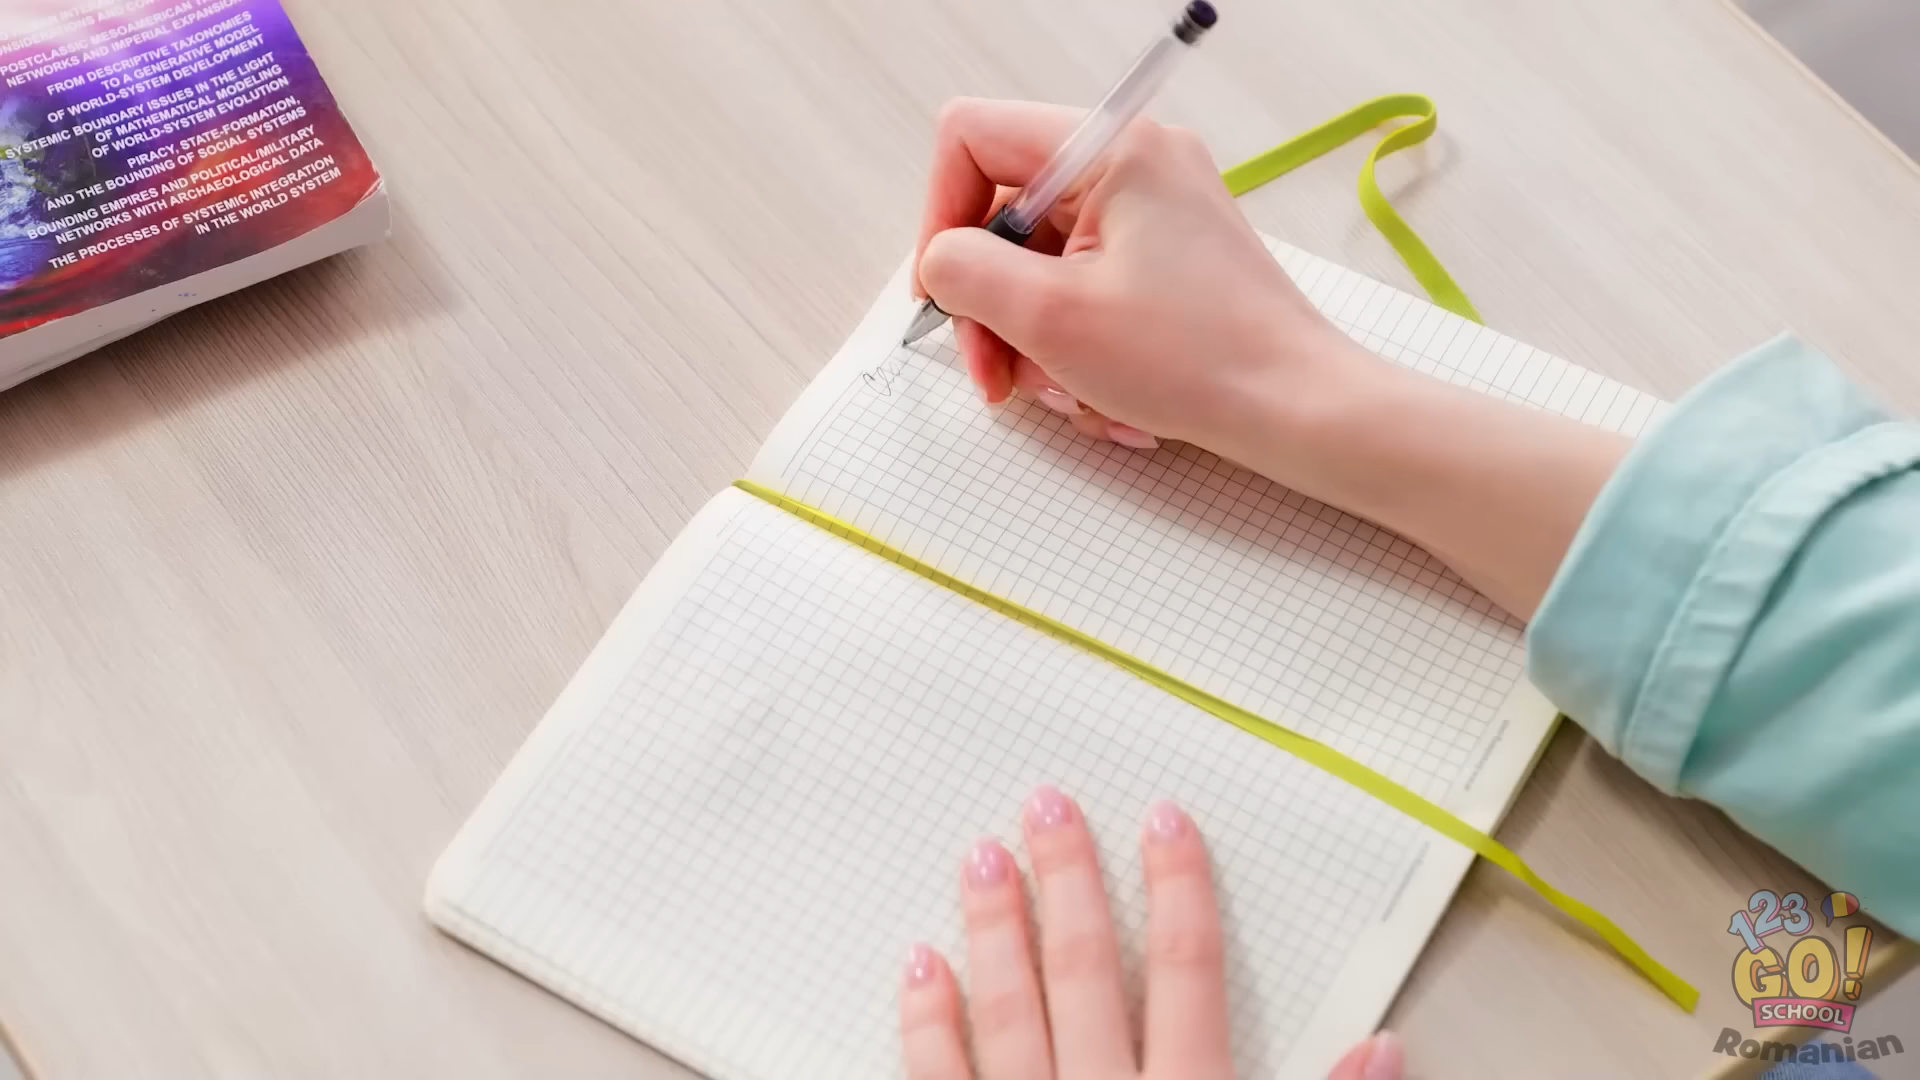 POSTCLASSIC MESOAMERICAN
NETWORKS AND IMPERIAL EXPANSION
FROM DESCRIPTIVE TAXONOMIES
TO A GENERATIVE MODEL
OF WORLD-SYSTEM DEVELOPMENT
SYSTEMIC BOUNDARY ISSUES IN THE LIGHT
OF MATHEMATICAL MODELING
OF WORLD-SYSTEM EVOLUTION
PIRACY, STATE-FORMATION,
AND THE BOUNDING OF SOCIAL SYSTEMS
BOUNDING EMPIRES AND POLITICAL/MILITARY
NETWORKS WITH ARCHAEOLOGICAL DATA
THE PROCESSES OF SYSTEMIC INTEGRATION
IN THE WORLD SYSTEM
123
GO!
SCHOOL
Romanian